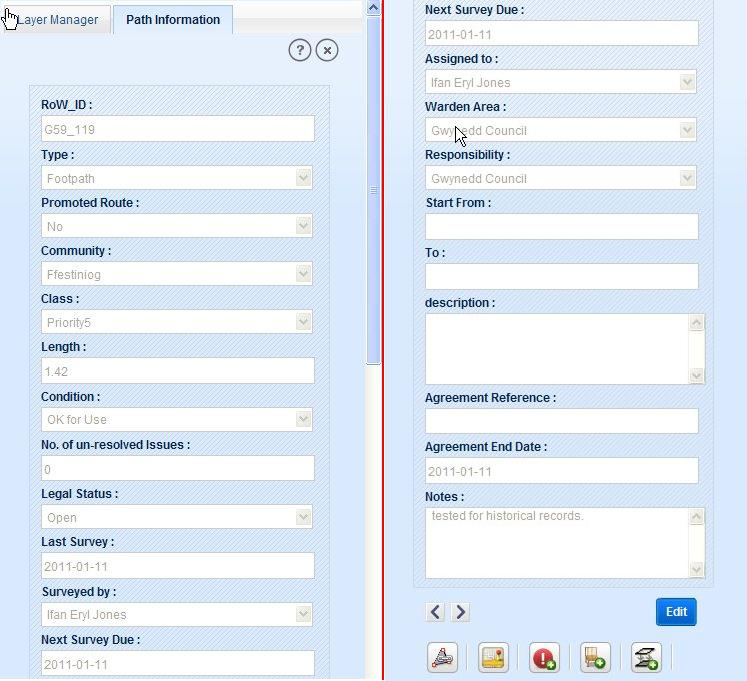 Layer Manager
Path Information
RoW_ID :
G59_119
Type :
Footpath
Promoted Route :
No
Community :
Ffestiniog
Class :
Priority5
Length :
1.42
Condition :
OK for Use
No. of un-resolved Issues :
0
Legal Status :
Open
Last Survey :
2011-01-11
Surveyed by :
Ifan Eryl Jones
Next Survey Due :
2011-01-11
Next Survey Due :
2011-01-11
Assigned to :
Ifan Eryl Jones
Warden Area :
Gwynedd Council
Responsibility :
Gwynedd Council
Start From :
To :
description :
Agreement Reference :
Agreement End Date :
2011-01-11
Notes :
tested for historical records.
Edit